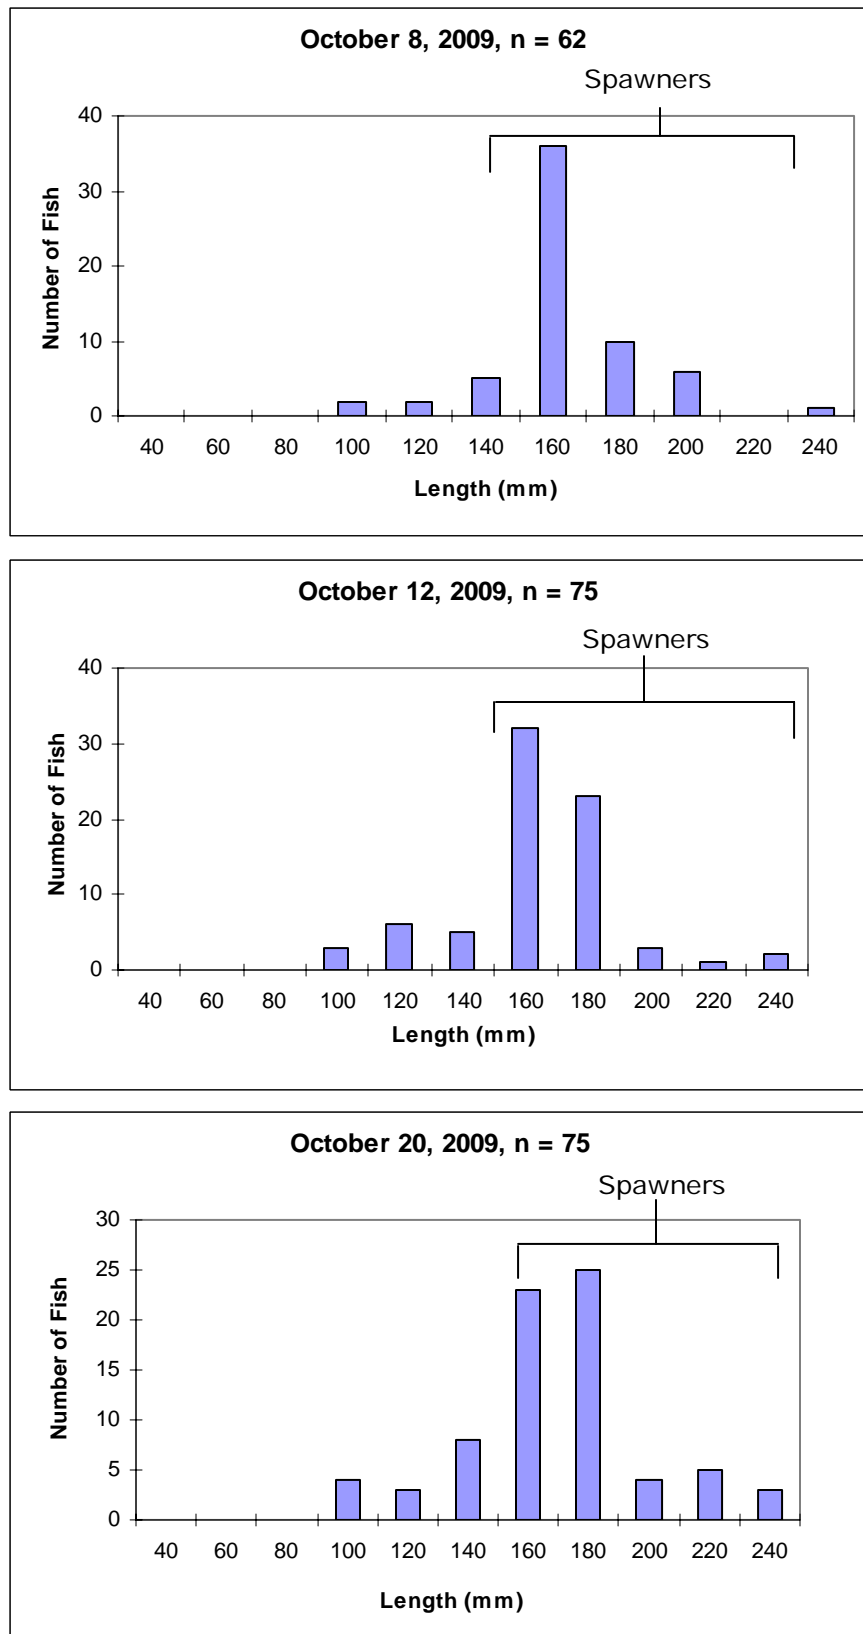 October 8, 2009, n = 62
Spawners
40
30
20
10
0
Number of Fish
40 60 80 100 120 140 160 180 200 220 240
Length (mm)
October 12, 2009, n = 75
Spawners
40
30
20
10
0
Number of Fish
40 60 80 100 120 140 160 180 200 220 240
Length (mm)
October 20, 2009, n = 75
Spawners
30
25
20
15
10
5
0
Number of Fish
40 60 80 100 120 140 160 180 200 220 240
Length (mm)